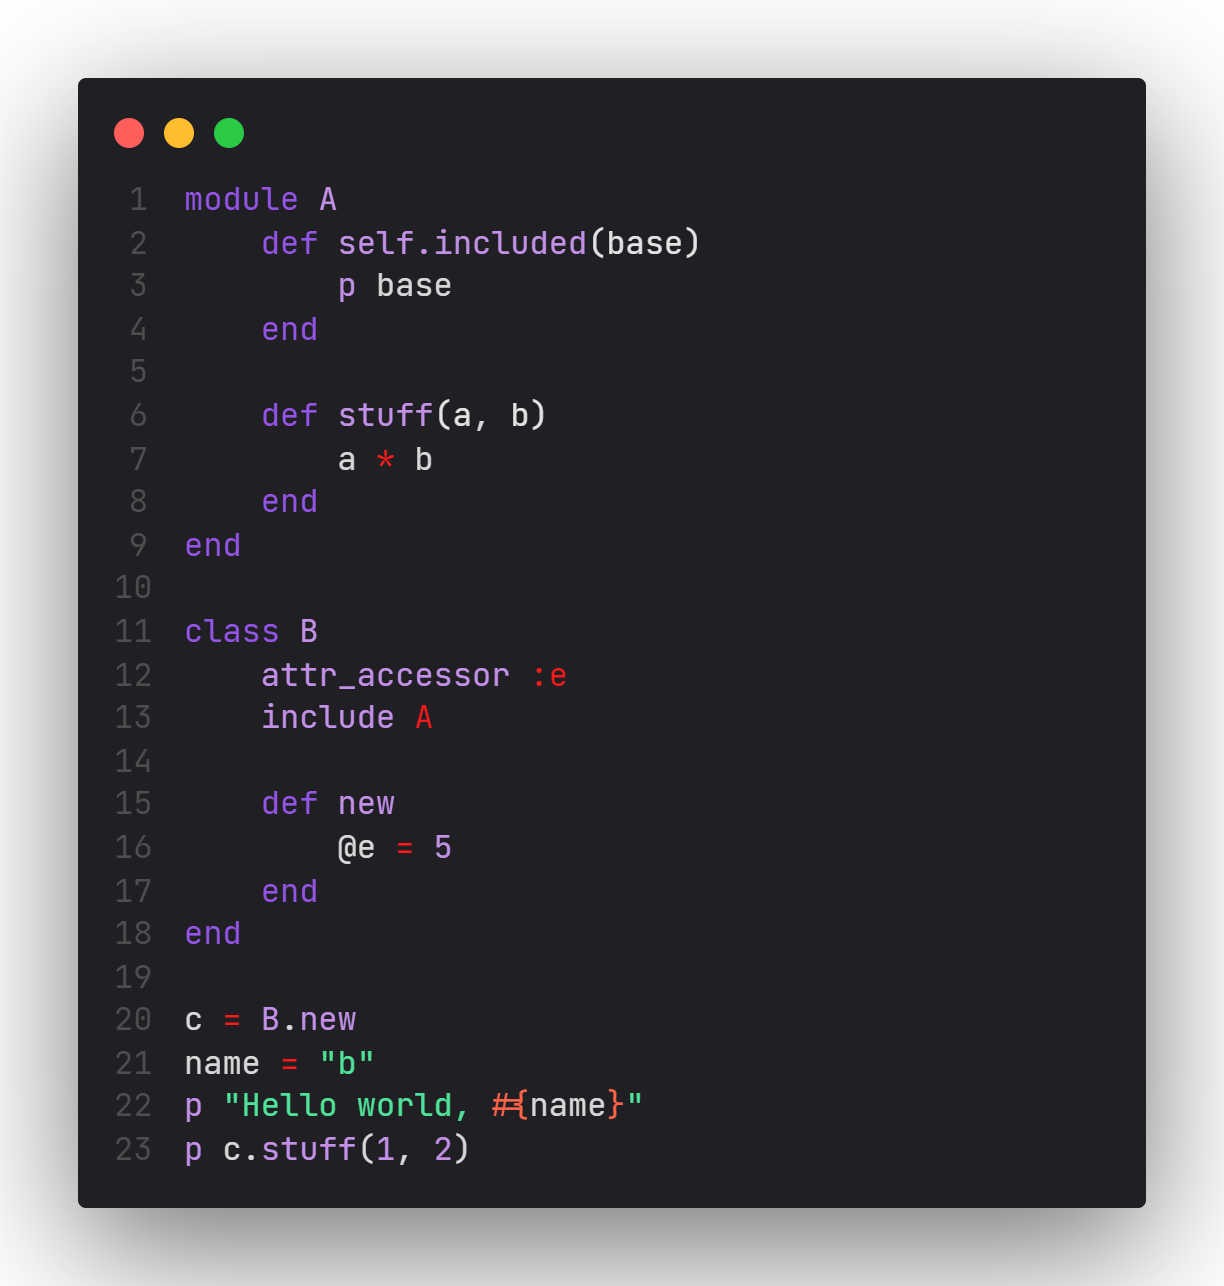 1 module A
2     def self.included(base)
3         p base
4     end
5
6     def stuff(a, b)
7         a * b
8     end
9 end
10
11 class B
12     attr_accessor :e
13     include A
14
15     def new
16         @e = 5
17     end
18 end
19
20 c = B.new
21 name = "b"
22 p "Hello world, #{name}"
23 p c.stuff(1, 2)